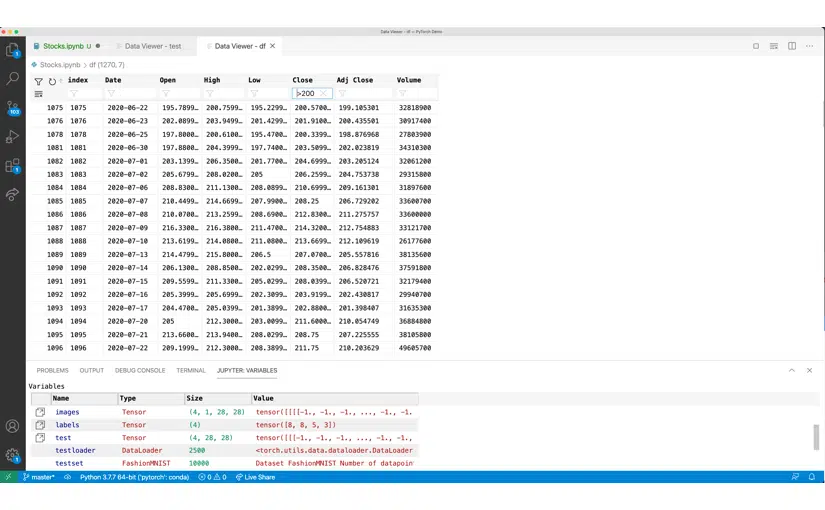 Data Viewer - df — PyTorch-Demo
Stocks.ipynb U ● Data Viewer - test Data Viewer - df ×
Stocks.ipynb > df (1270, 7)
index Date Open High Low Close Adj Close Volume
>200
1075 1075 2020-06-22 195.7899… 200.7599… 195.2299… 200.5700… 199.105301 32818900
1076 1076 2020-06-23 202.0899… 203.9499… 201.4299… 201.9100… 200.435501 30917400
1078 1078 2020-06-25 197.8000… 200.6100… 195.4700… 200.3399… 198.876968 27803900
1081 1081 2020-06-30 197.8800… 204.3999… 197.7400… 203.5099… 202.023819 34310300
1082 1082 2020-07-01 203.1399… 206.3500… 201.7700… 204.6999… 203.205124 32061200
1083 1083 2020-07-02 205.6799… 208.0200… 205 206.2599… 204.753738 29315800
1084 1084 2020-07-06 208.8300… 211.1300… 208.0899… 210.6999… 209.161301 31897600
1085 1085 2020-07-07 210.4499… 214.6699… 207.9900… 208.25 206.729202 33600700
1086 1086 2020-07-08 210.0700… 213.2599… 208.6900… 212.8300… 211.275757 33600000
1087 1087 2020-07-09 216.3300… 216.3800… 211.4700… 214.3200… 212.754883 33121700
1088 1088 2020-07-10 213.6199… 214.0800… 211.0800… 213.6699… 212.109619 26177600
1089 1089 2020-07-13 214.4799… 215.8000… 206.5 207.0700… 205.557816 38135600
1090 1090 2020-07-14 206.1300… 208.8500… 202.0299… 208.3500… 206.828476 37591800
1091 1091 2020-07-15 209.5599… 211.3300… 205.0299… 208.0399… 206.520721 32179400
1092 1092 2020-07-16 205.3999… 205.6999… 202.3099… 203.9199… 202.430817 29940700
1093 1093 2020-07-17 204.4700… 205.0399… 201.3899… 202.8800… 201.398407 31635300
1094 1094 2020-07-20 205 212.3000… 203.0099… 211.6000… 210.054749 36884800
1095 1095 2020-07-21 213.6600… 213.9400… 208.0299… 208.75 207.225555 38105800
1096 1096 2020-07-22 209.1999… 212.3000… 208.3899… 211.75 210.203629 49605700
PROBLEMS OUTPUT DEBUG CONSOLE TERMINAL JUPYTER: VARIABLES
Variables
Name Type Size Value
images Tensor (4, 1, 28, 28) tensor([[[[-1., -1., -1., ..., -1., -1.
labels Tensor (4) tensor([8, 8, 5, 3])
test Tensor (4, 28, 28) tensor([[[-1., -1., -1., ..., -1., -1.,
testloader DataLoader 2500 <torch.utils.data.dataloader.DataLoader
testset FashionMNIST 10000 Dataset FashionMNIST Number of datapoin
master* Python 3.7.7 64-bit ('pytorch': conda) 0 0 Live Share